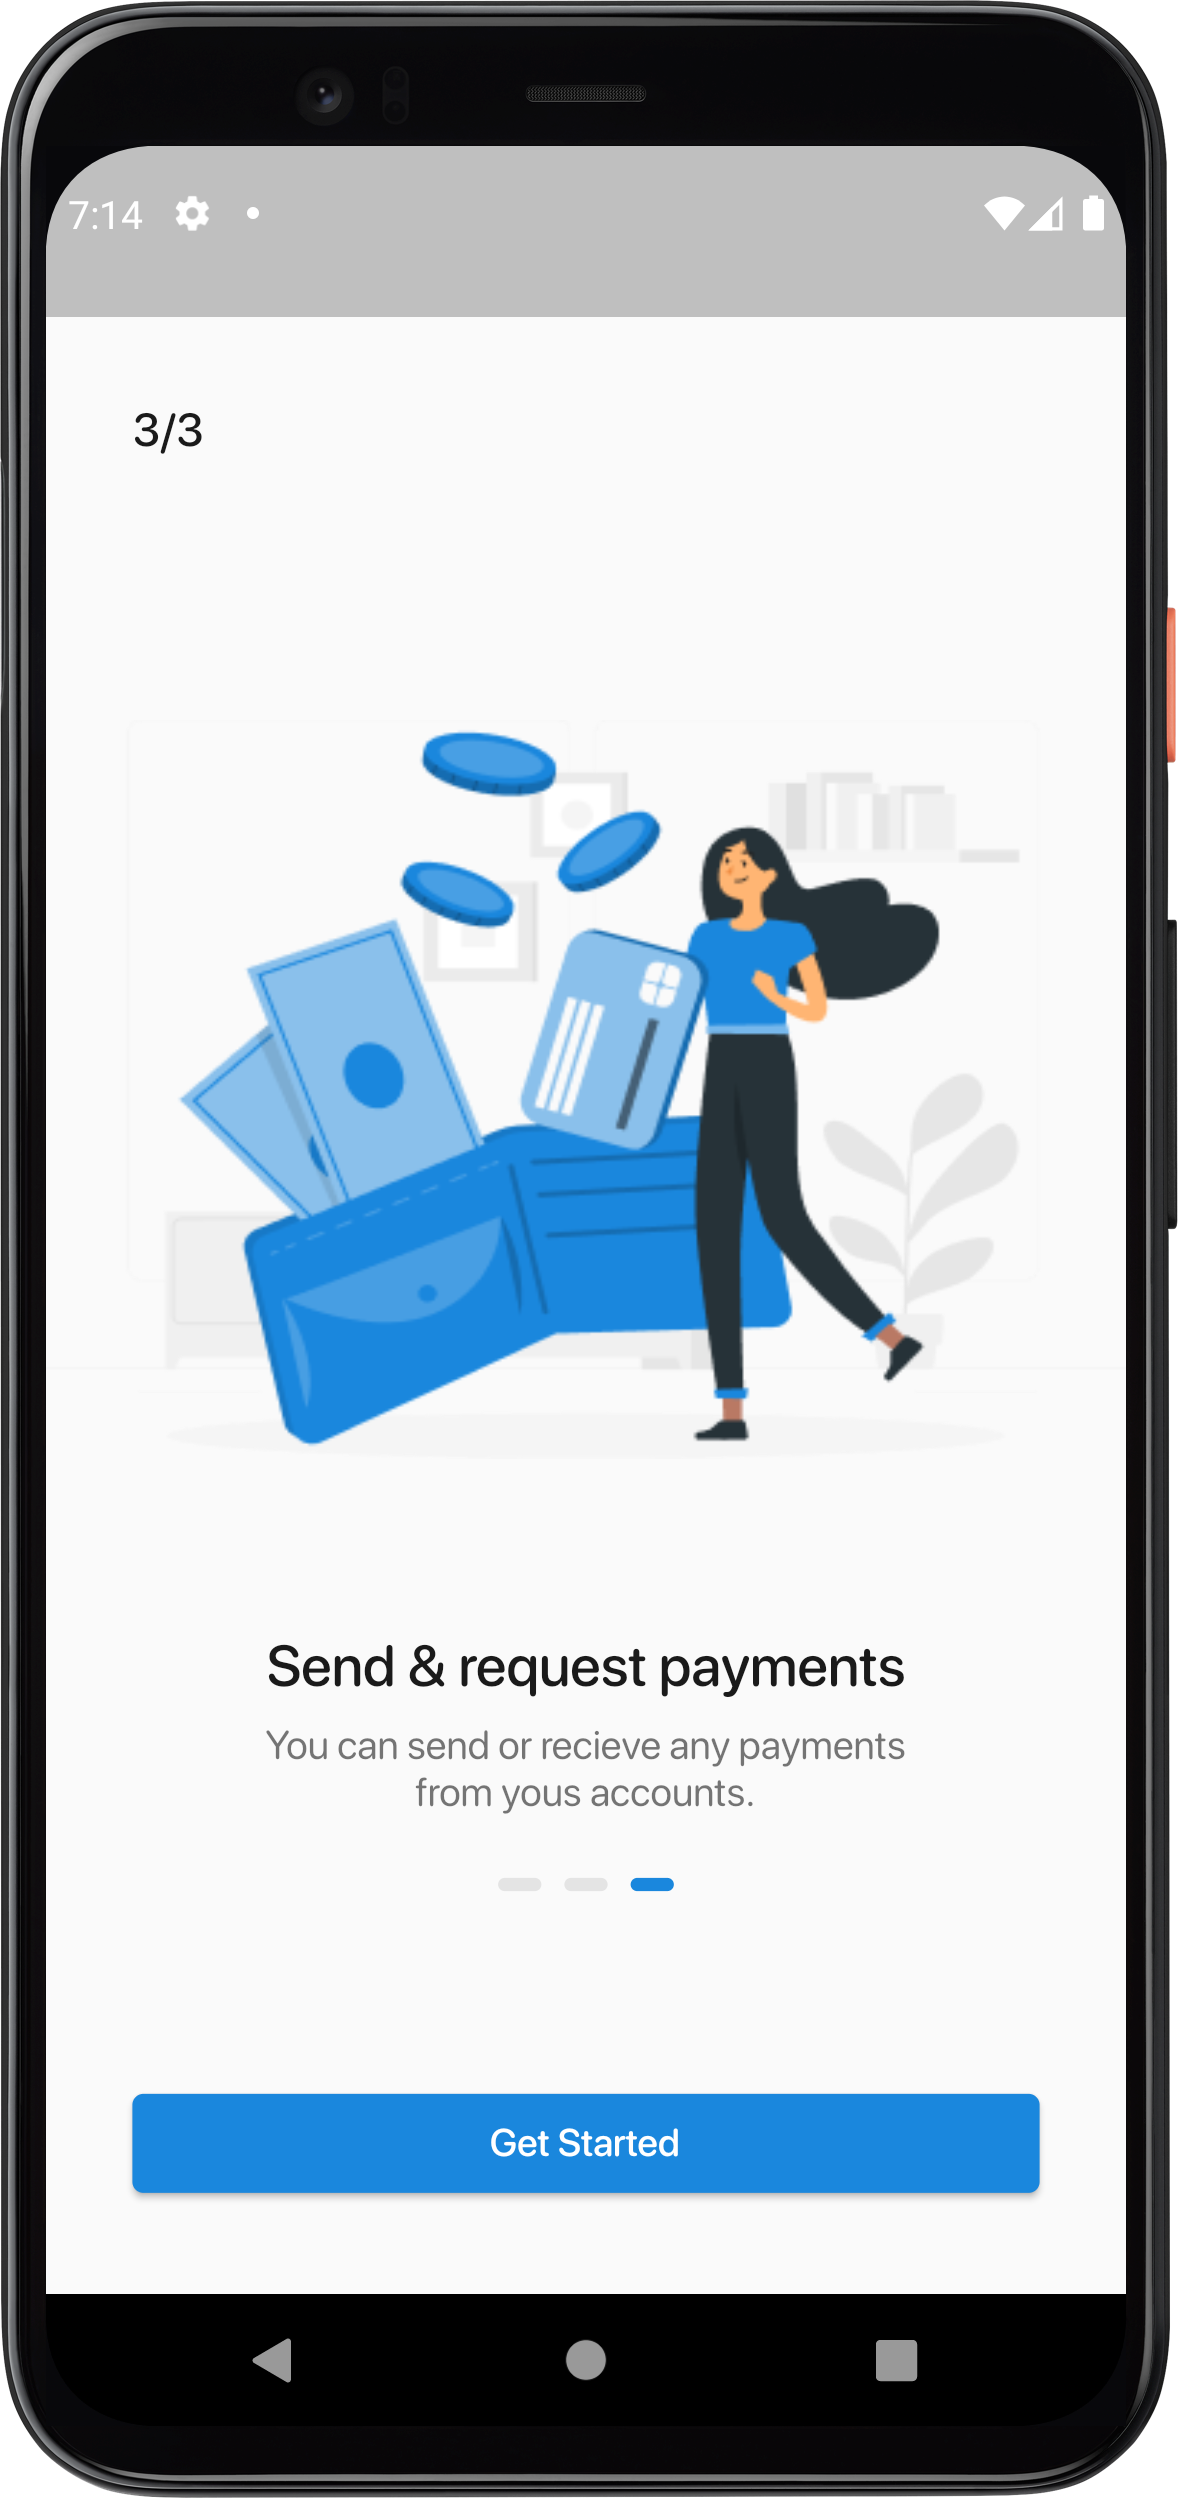 7:14
3/3
Send & request payments
You can send or recieve any payments
from yous accounts.
Get Started